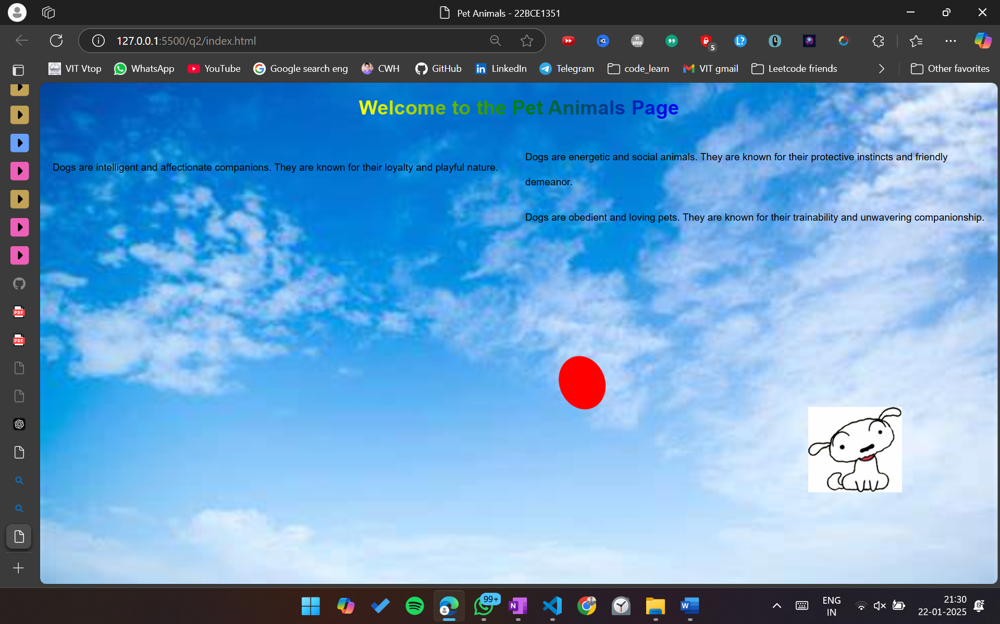 Pet Animals - 22BCE1351
127.0.0.1:5500/q2/index.html
YT SPEED
5
L?
VIT Vtop WhatsApp YouTube Google search eng CWH GitHub LinkedIn Telegram code_learn VIT gmail Leetcode friends Other favorites
Welcome to the Pet Animals Page
Dogs are intelligent and affectionate companions. They are known for their loyalty and playful nature.
Dogs are energetic and social animals. They are known for their protective instincts and friendly
demeanor.
Dogs are obedient and loving pets. They are known for their trainability and unwavering companionship.
PDF
PDF
99+
N
W
ENG
IN
21:30
22-01-2025